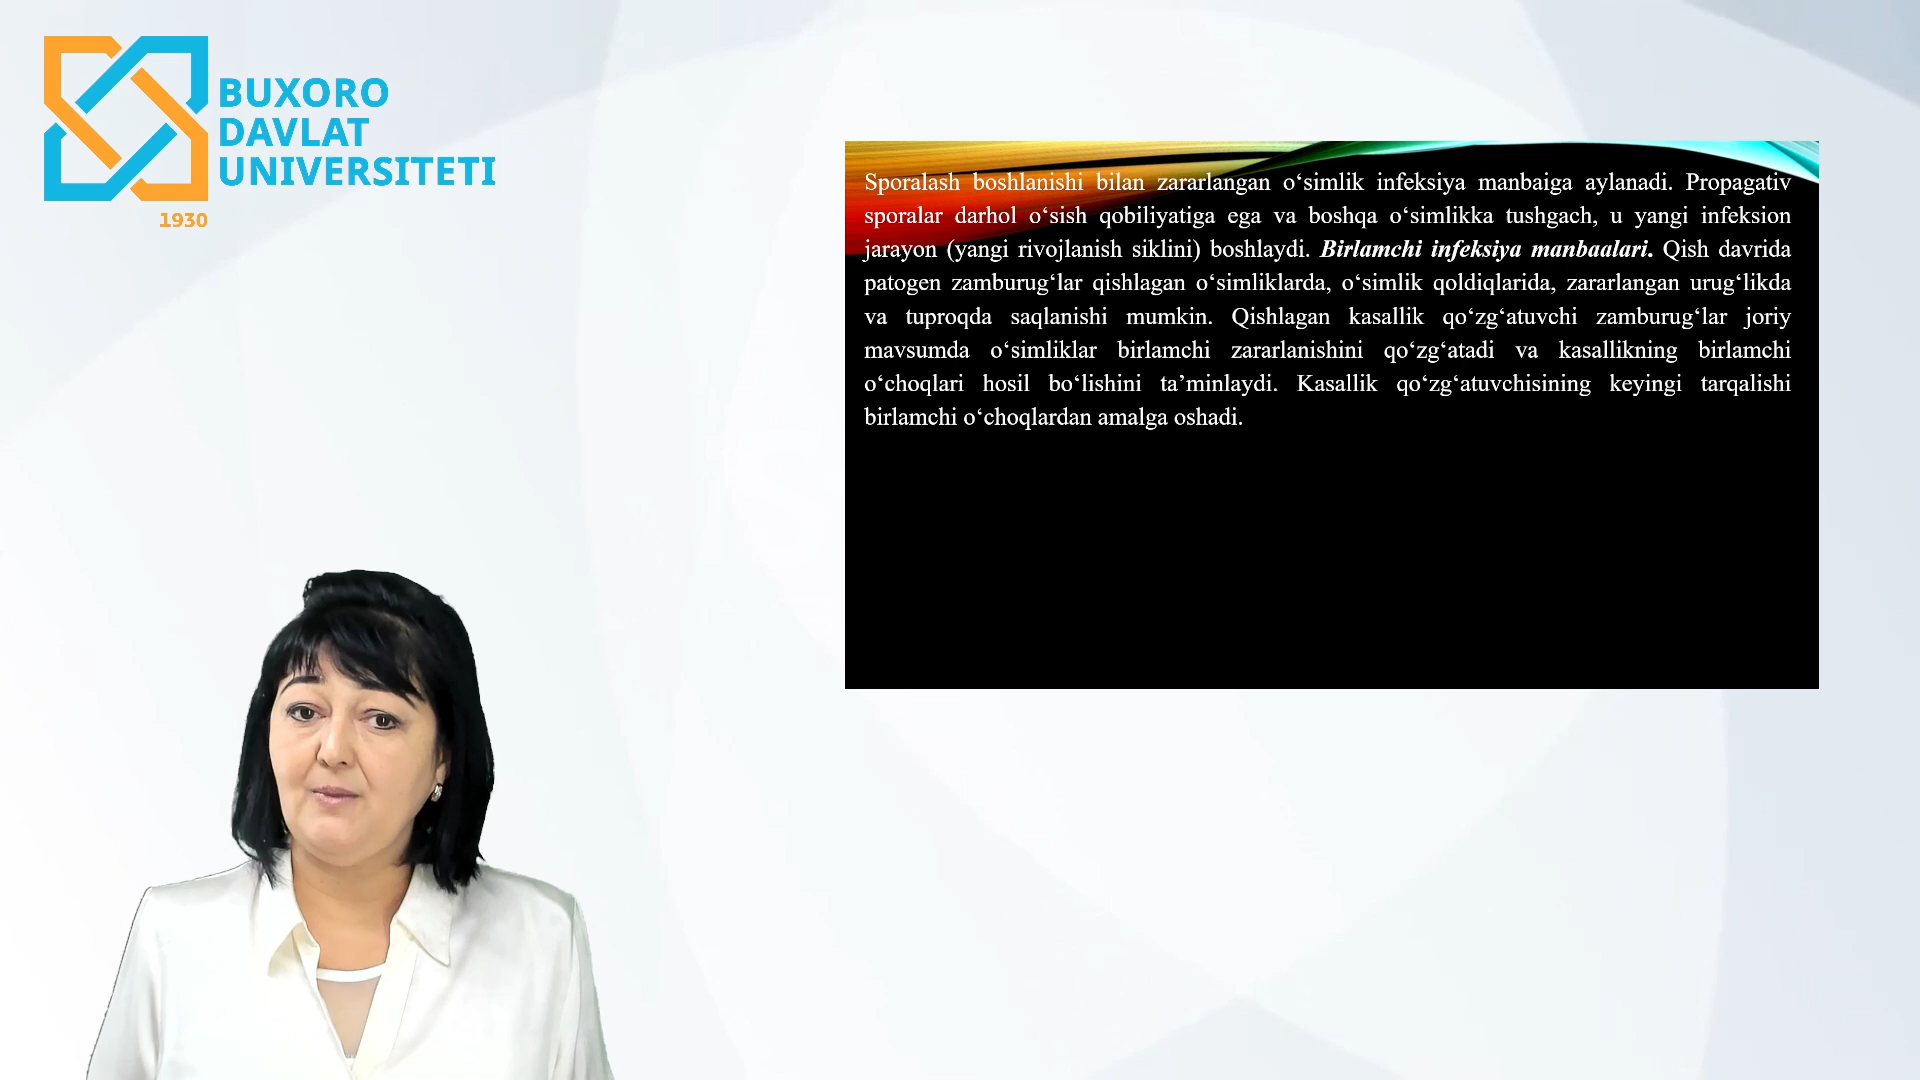 BUXORO
DAVLAT
UNIVERSITETI
1930
Sporalash boshlanishi bilan zararlangan o‘simlik infeksiya manbaiga aylanadi. Propagativ
sporalar darhol o‘sish qobiliyatiga ega va boshqa o‘simlikka tushgach, u yangi infeksion
jarayon (yangi rivojlanish siklini) boshlaydi. Birlamchi infeksiya manbaalari. Qish davrida
patogen zamburug‘lar qishlagan o‘simliklarda, o‘simlik qoldiqlarida, zararlangan urug‘likda
va tuproqda saqlanishi mumkin. Qishlagan kasallik qo‘zg‘atuvchi zamburug‘lar joriy
mavsumda o‘simliklar birlamchi zararlanishini qo‘zg‘atadi va kasallikning birlamchi
o‘choqlari hosil bo‘lishini ta’minlaydi. Kasallik qo‘zg‘atuvchisining keyingi tarqalishi
birlamchi o‘choqlardan amalga oshadi.